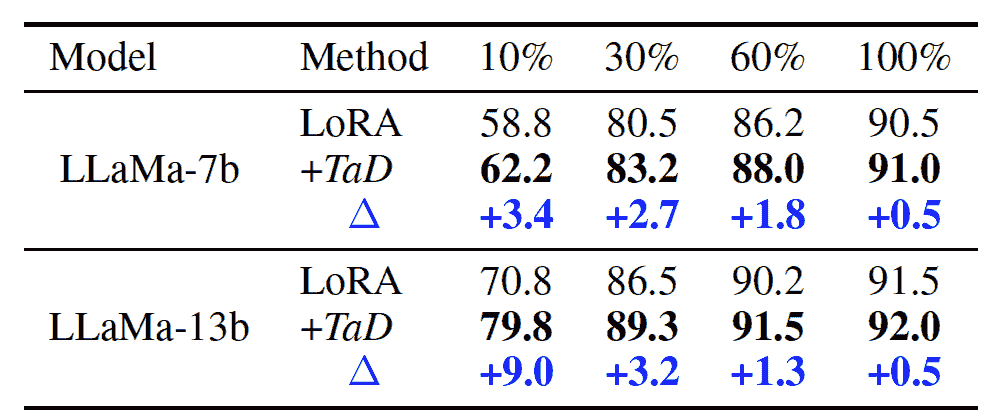 Model Method 10% 30% 60% 100%
LoRA 58.8 80.5 86.2 90.5
LLaMa-7b +TaD 62.2 83.2 88.0 91.0
Δ +3.4 +2.7 +1.8 +0.5
LoRA 70.8 86.5 90.2 91.5
LLaMa-13b +TaD 79.8 89.3 91.5 92.0
Δ +9.0 +3.2 +1.3 +0.5